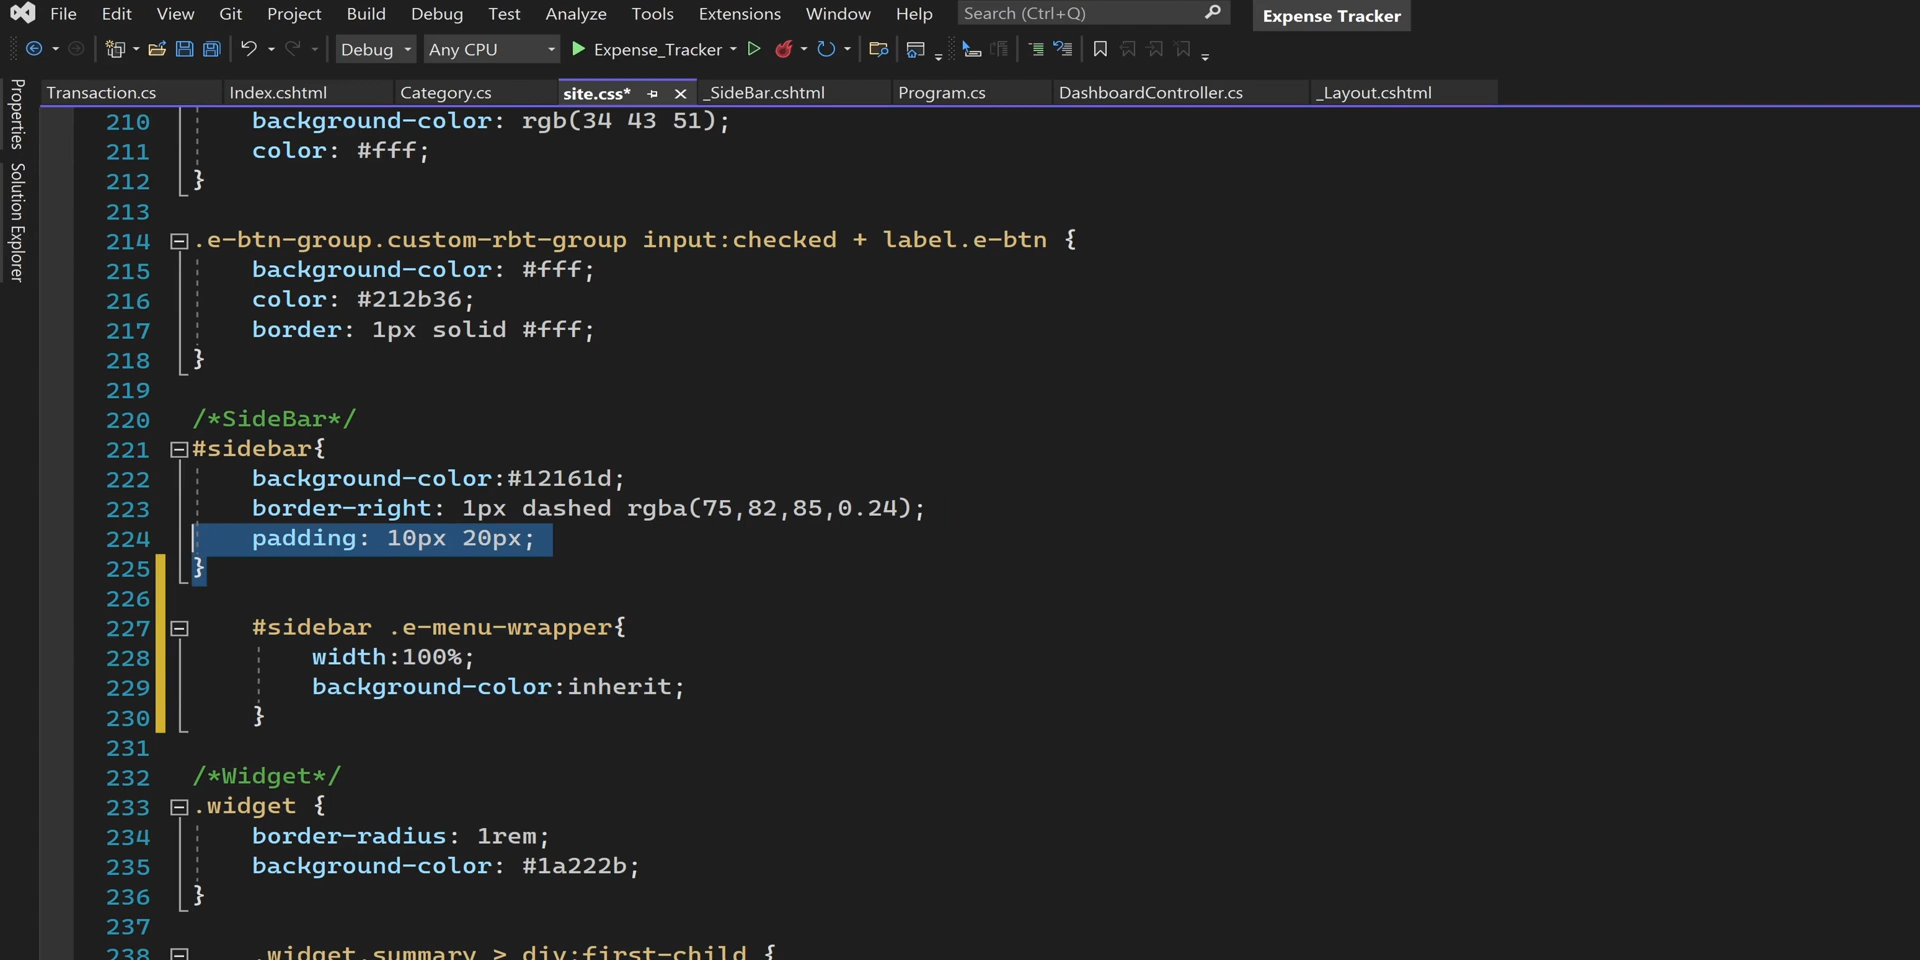 File Edit View Git Project Build Debug Test Analyze Tools Extensions Window Help Search (Ctrl+Q) Expense Tracker
Debug Any CPU Expense_Tracker
Properties
Solution Explorer
Transaction.cs Index.cshtml Category.cs site.css* _SideBar.cshtml Program.cs DashboardController.cs _Layout.cshtml
210 background-color: rgb(34 43 51);
211 color: #fff;
212 }
213
214 .e-btn-group.custom-rbt-group input:checked + label.e-btn {
215 background-color: #fff;
216 color: #212b36;
217 border: 1px solid #fff;
218 }
219
220 /*SideBar*/
221 #sidebar{
222 background-color:#12161d;
223 border-right: 1px dashed rgba(75,82,85,0.24);
224 padding: 10px 20px;
225 }
226
227 #sidebar .e-menu-wrapper{
228 width:100%;
229 background-color:inherit;
230 }
231
232 /*Widget*/
233 .widget {
234 border-radius: 1rem;
235 background-color: #1a222b;
236 }
237
238 .widget.summary > div:first-child {